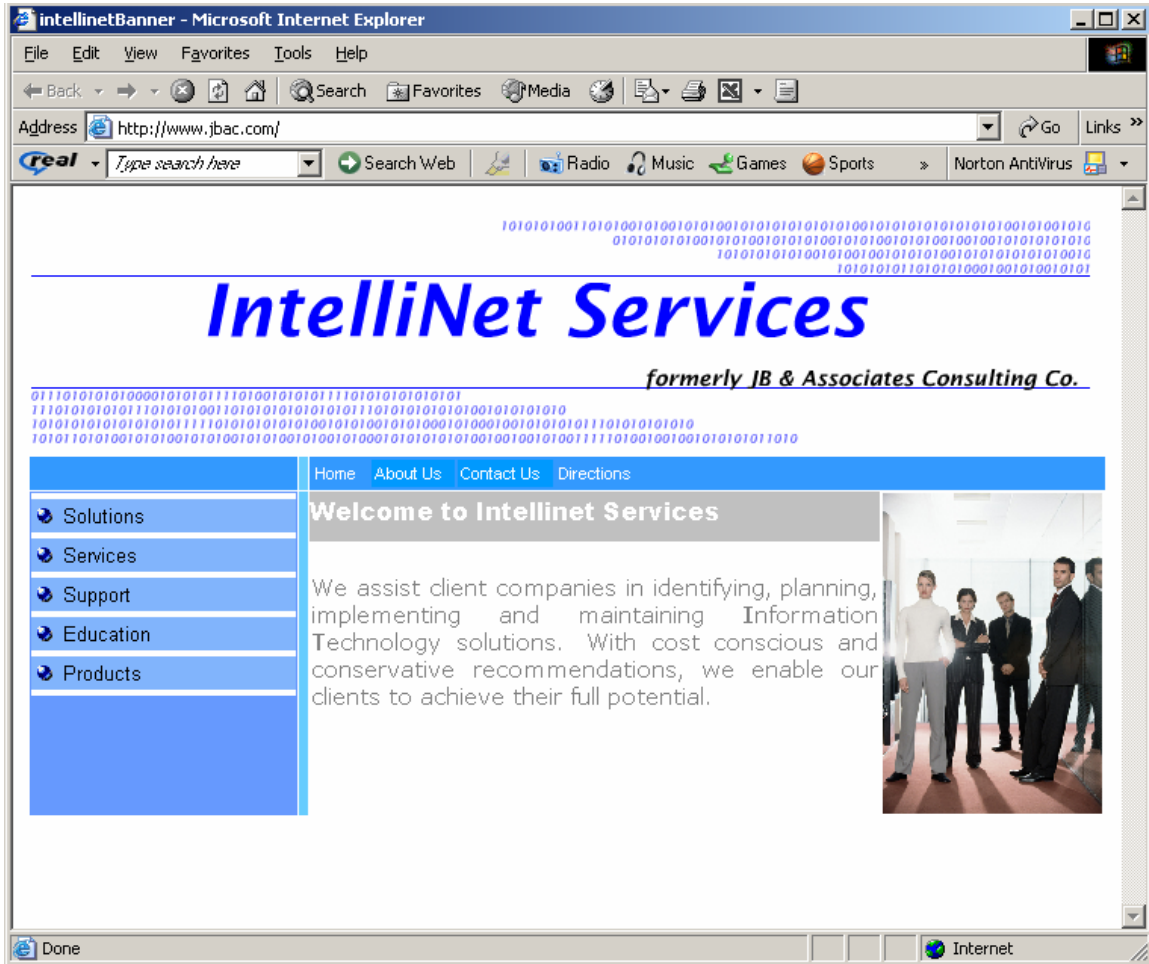 intellinetBanner - Microsoft Internet Explorer
File Edit View Favorites Tools Help
Back Search Favorites Media
Address http://www.jbac.com/ Go Links »
real Type search here Search Web Radio Music Games Sports » Norton AntiVirus
IntelliNet Services
formerly JB & Associates Consulting Co.
Home About Us Contact Us Directions
Solutions
Services
Support
Education
Products
Welcome to Intellinet Services
We assist client companies in identifying, planning,
implementing and maintaining Information
Technology solutions. With cost conscious and
conservative recommendations, we enable our
clients to achieve their full potential.
Done Internet